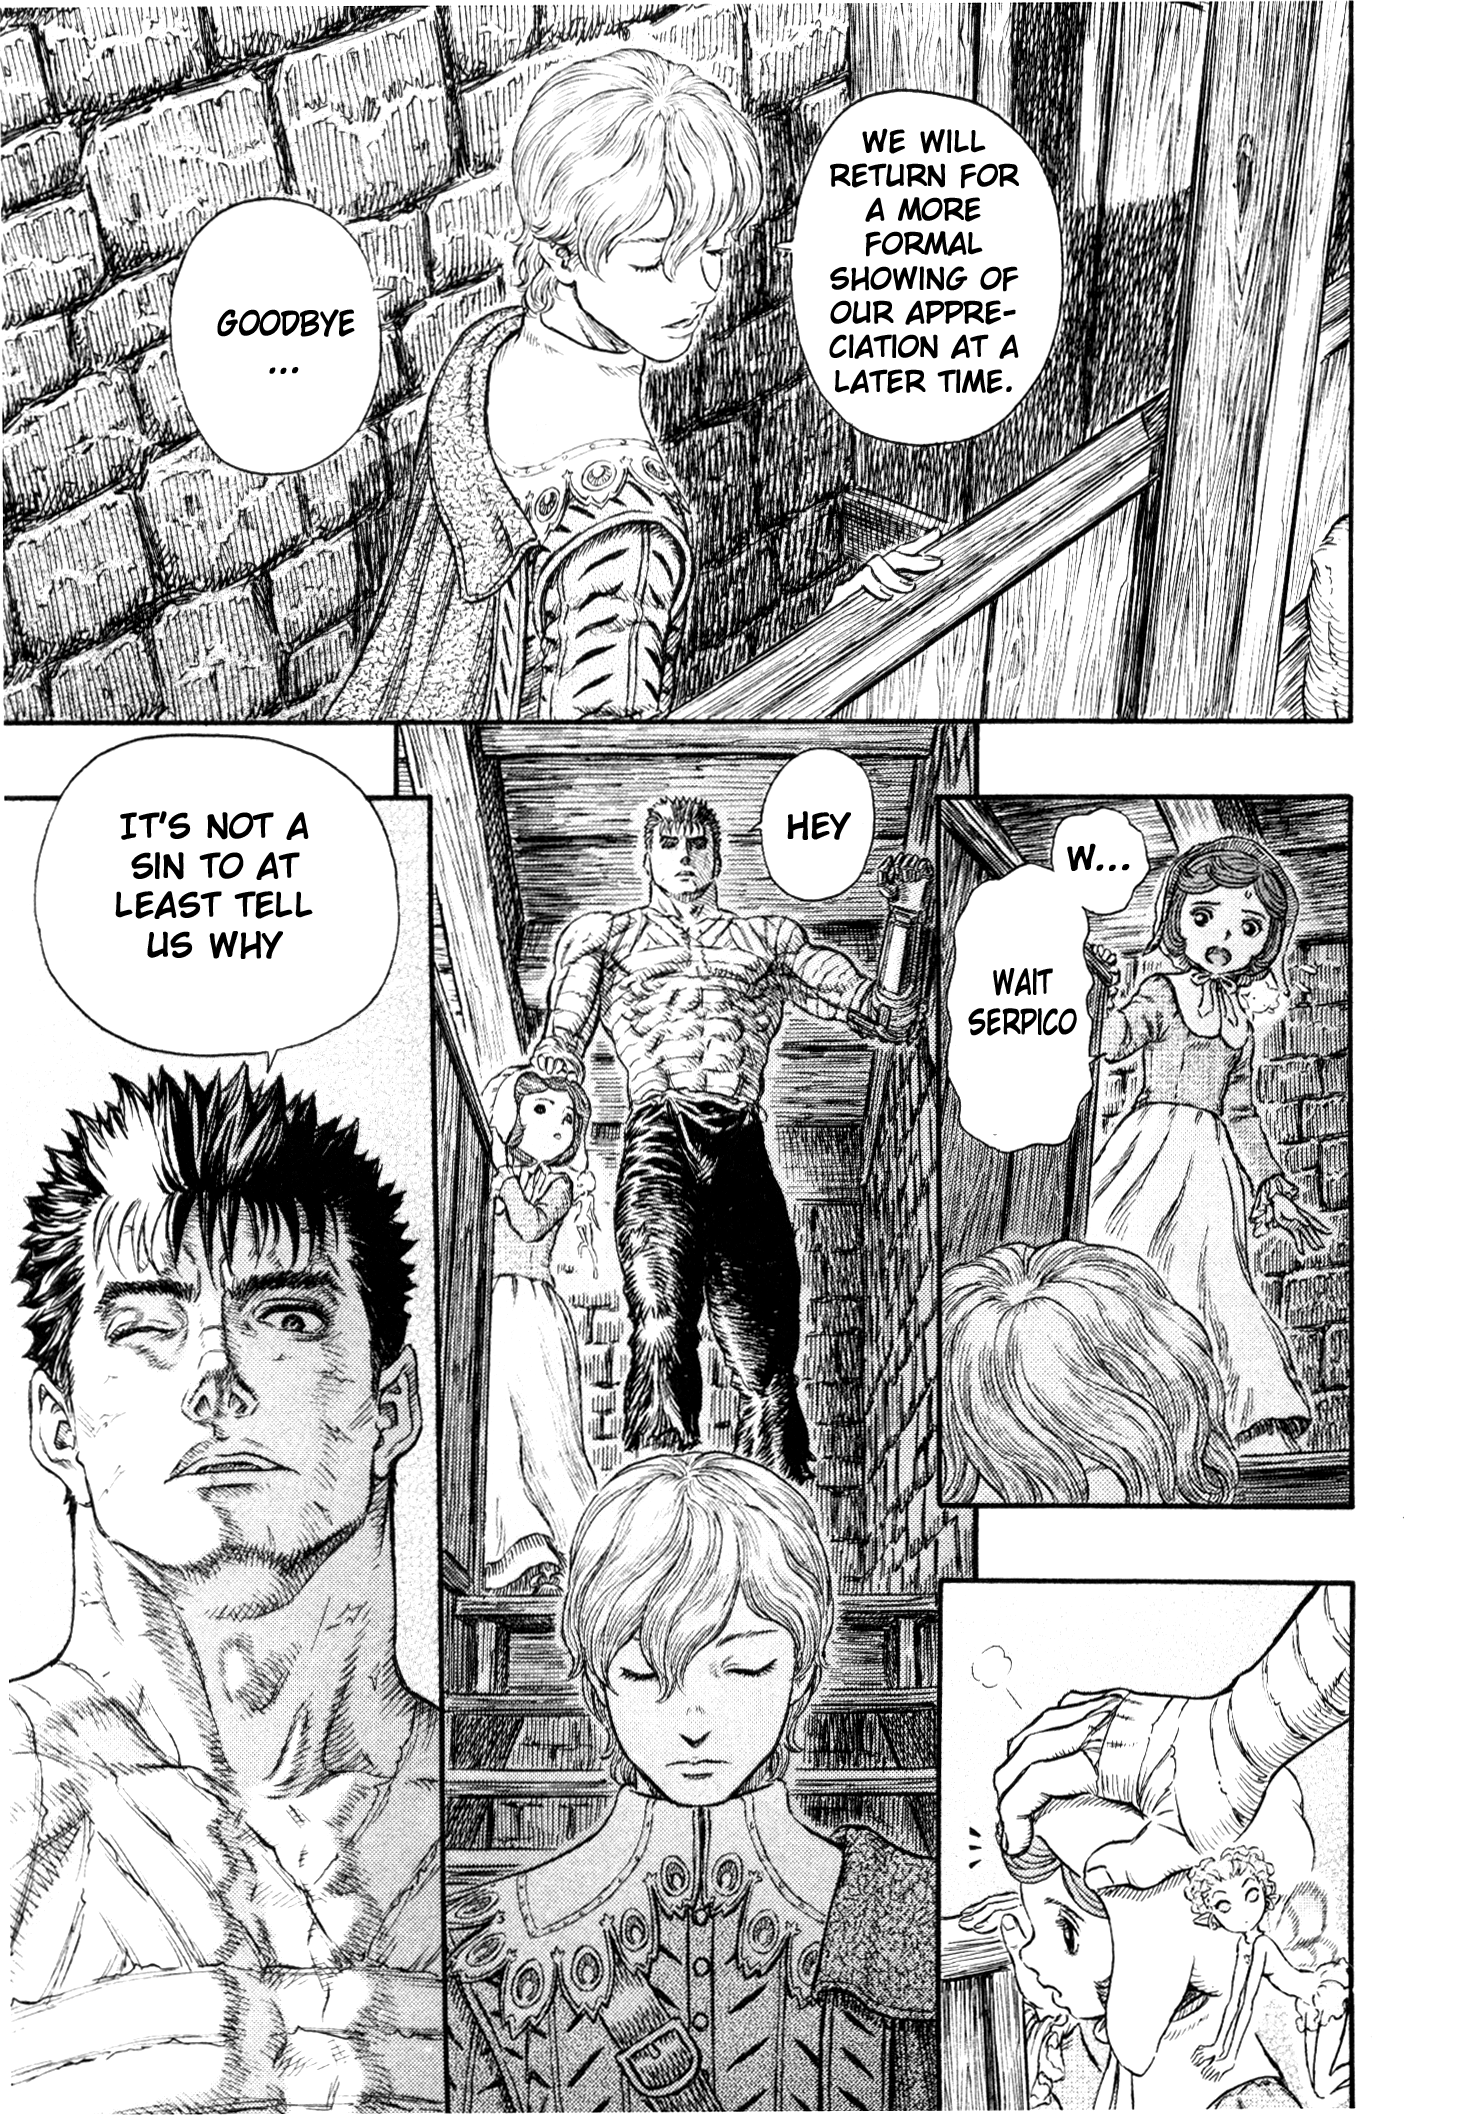 WE WILL
RETURN FOR
A MORE
FORMAL
SHOWING OF
OUR APPRE-
CIATION AT A
LATER TIME.
GOODBYE
...
W...
WAIT
SERPICO
HEY
IT'S NOT A
SIN TO AT
LEAST TELL
US WHY